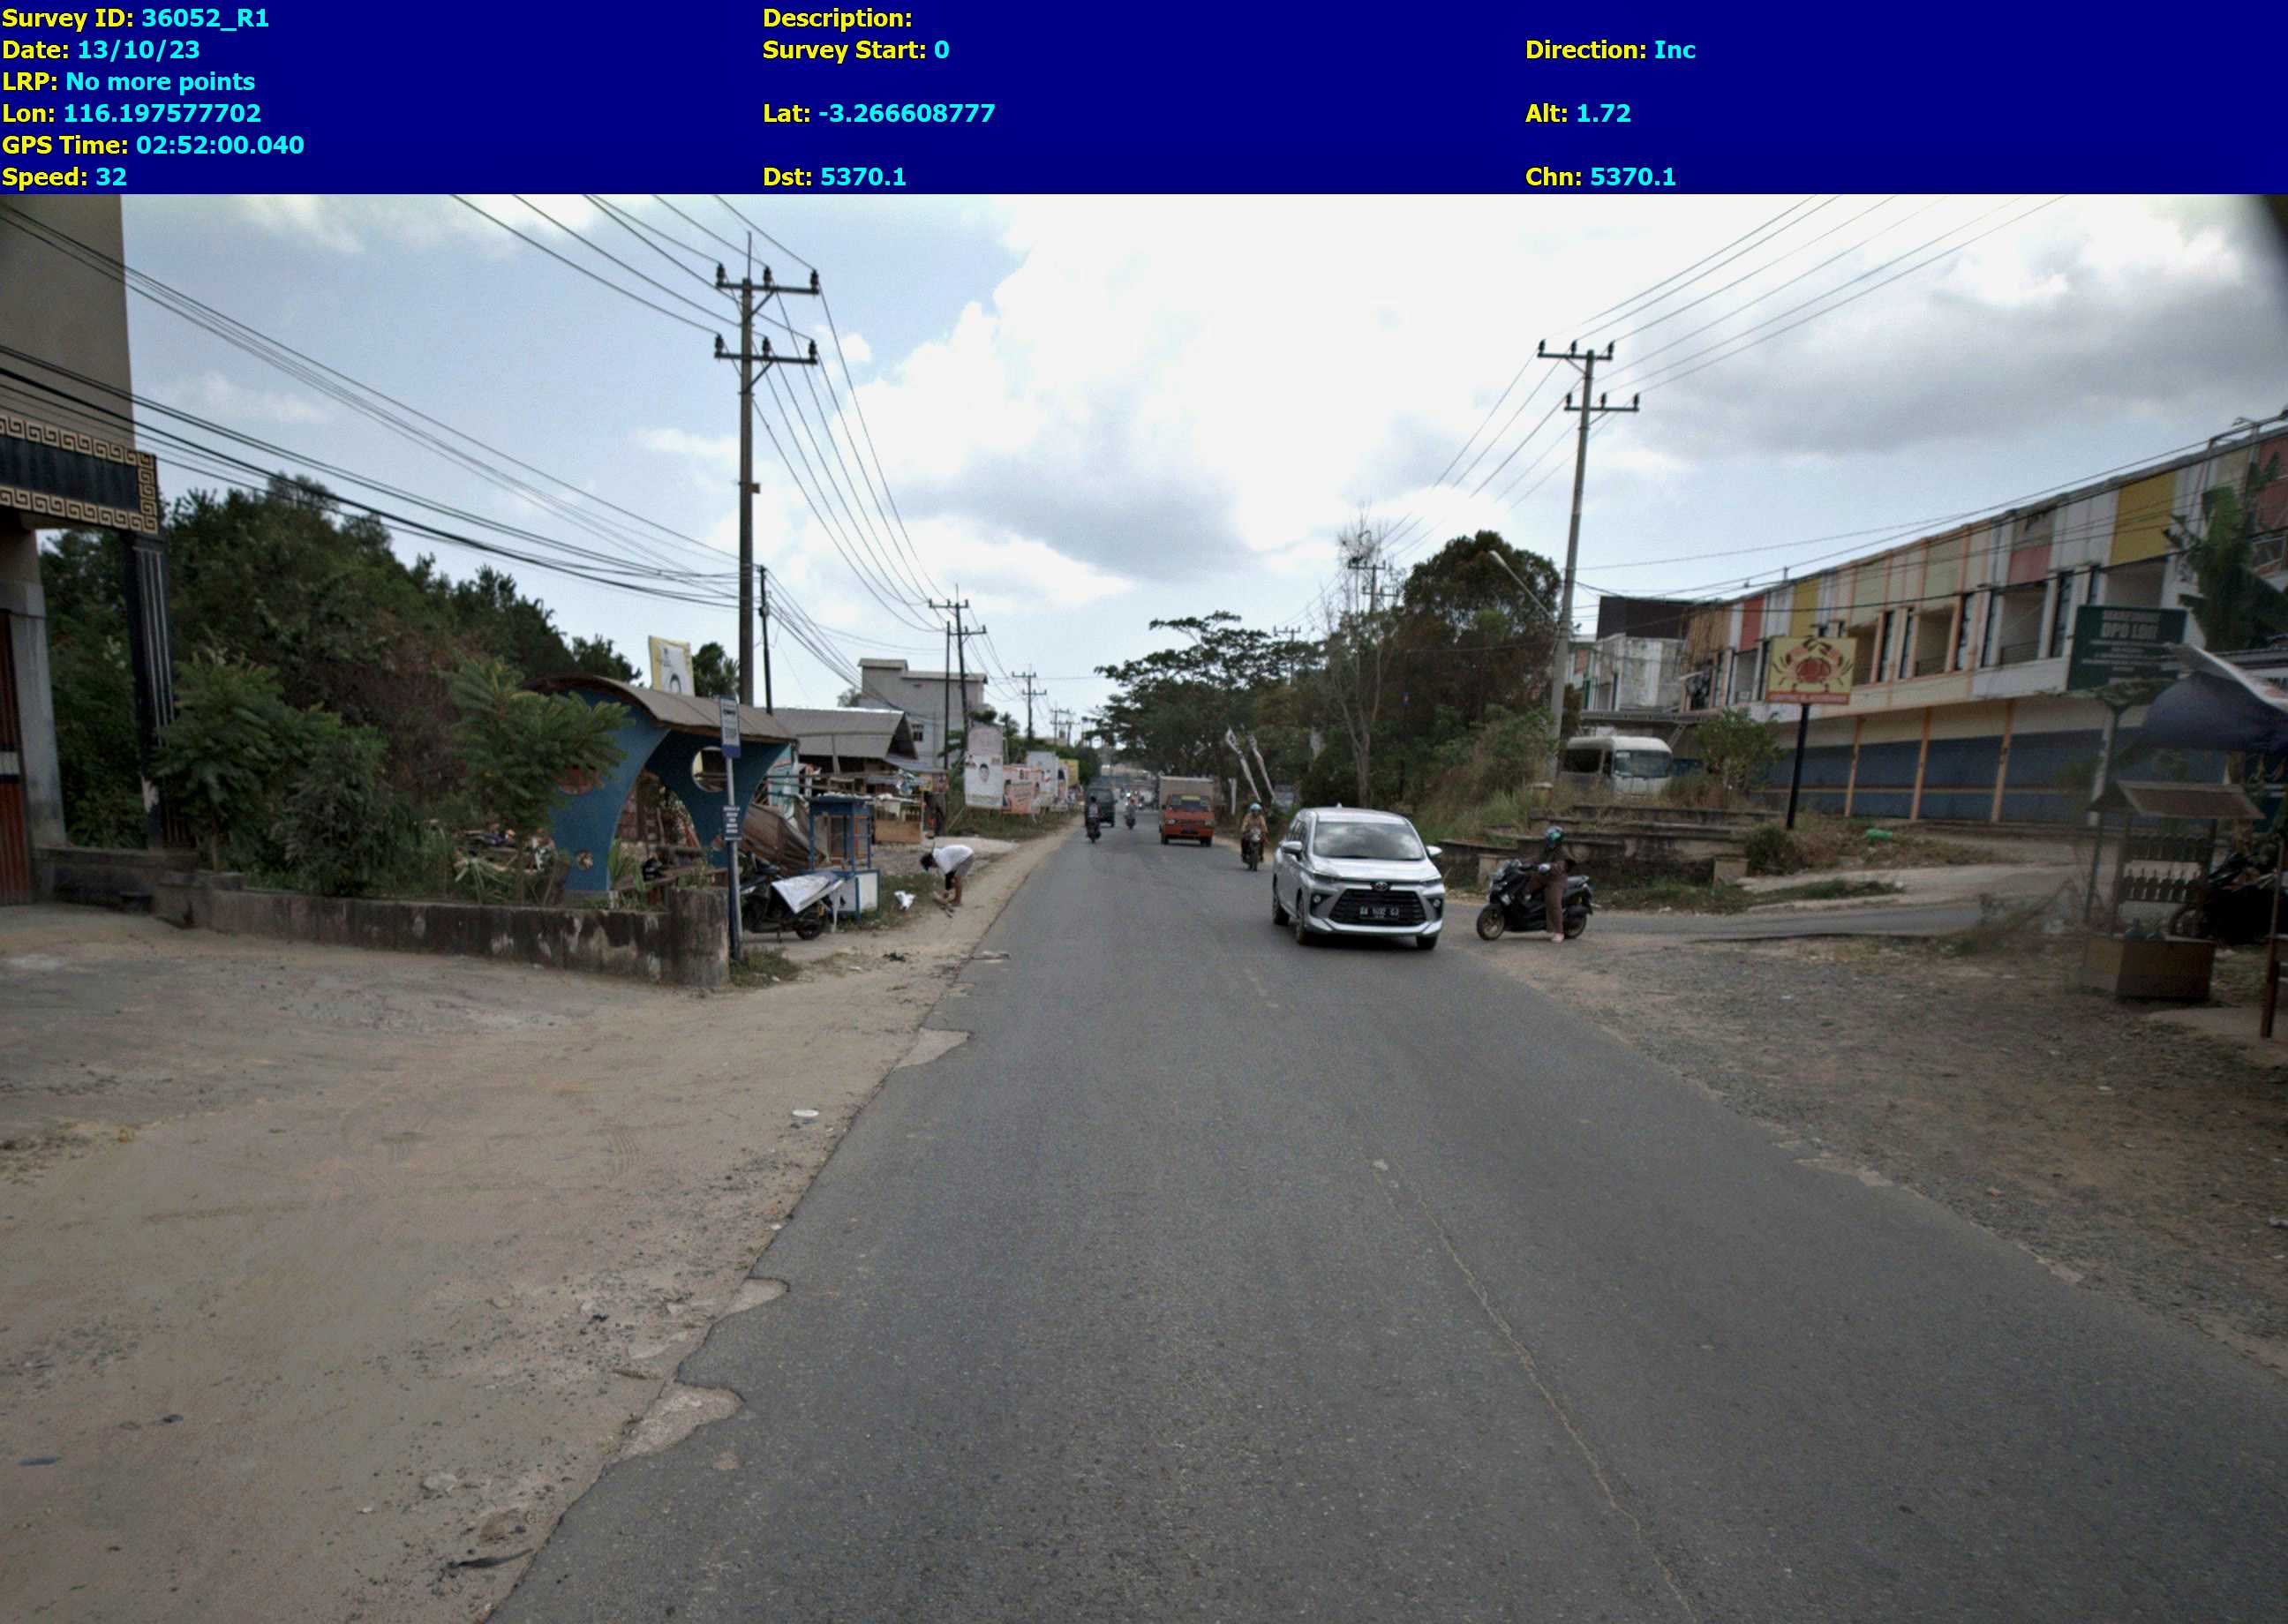 Survey ID: 36052_R1
Description:
Date: 13/10/23
Survey Start: 0
Direction: Inc
LRP: No more points
Lon: 116.197577702
Lat: -3.266608777
Alt: 1.72
GPS Time: 02:52:00.040
Speed: 32
Dst: 5370.1
Chn: 5370.1